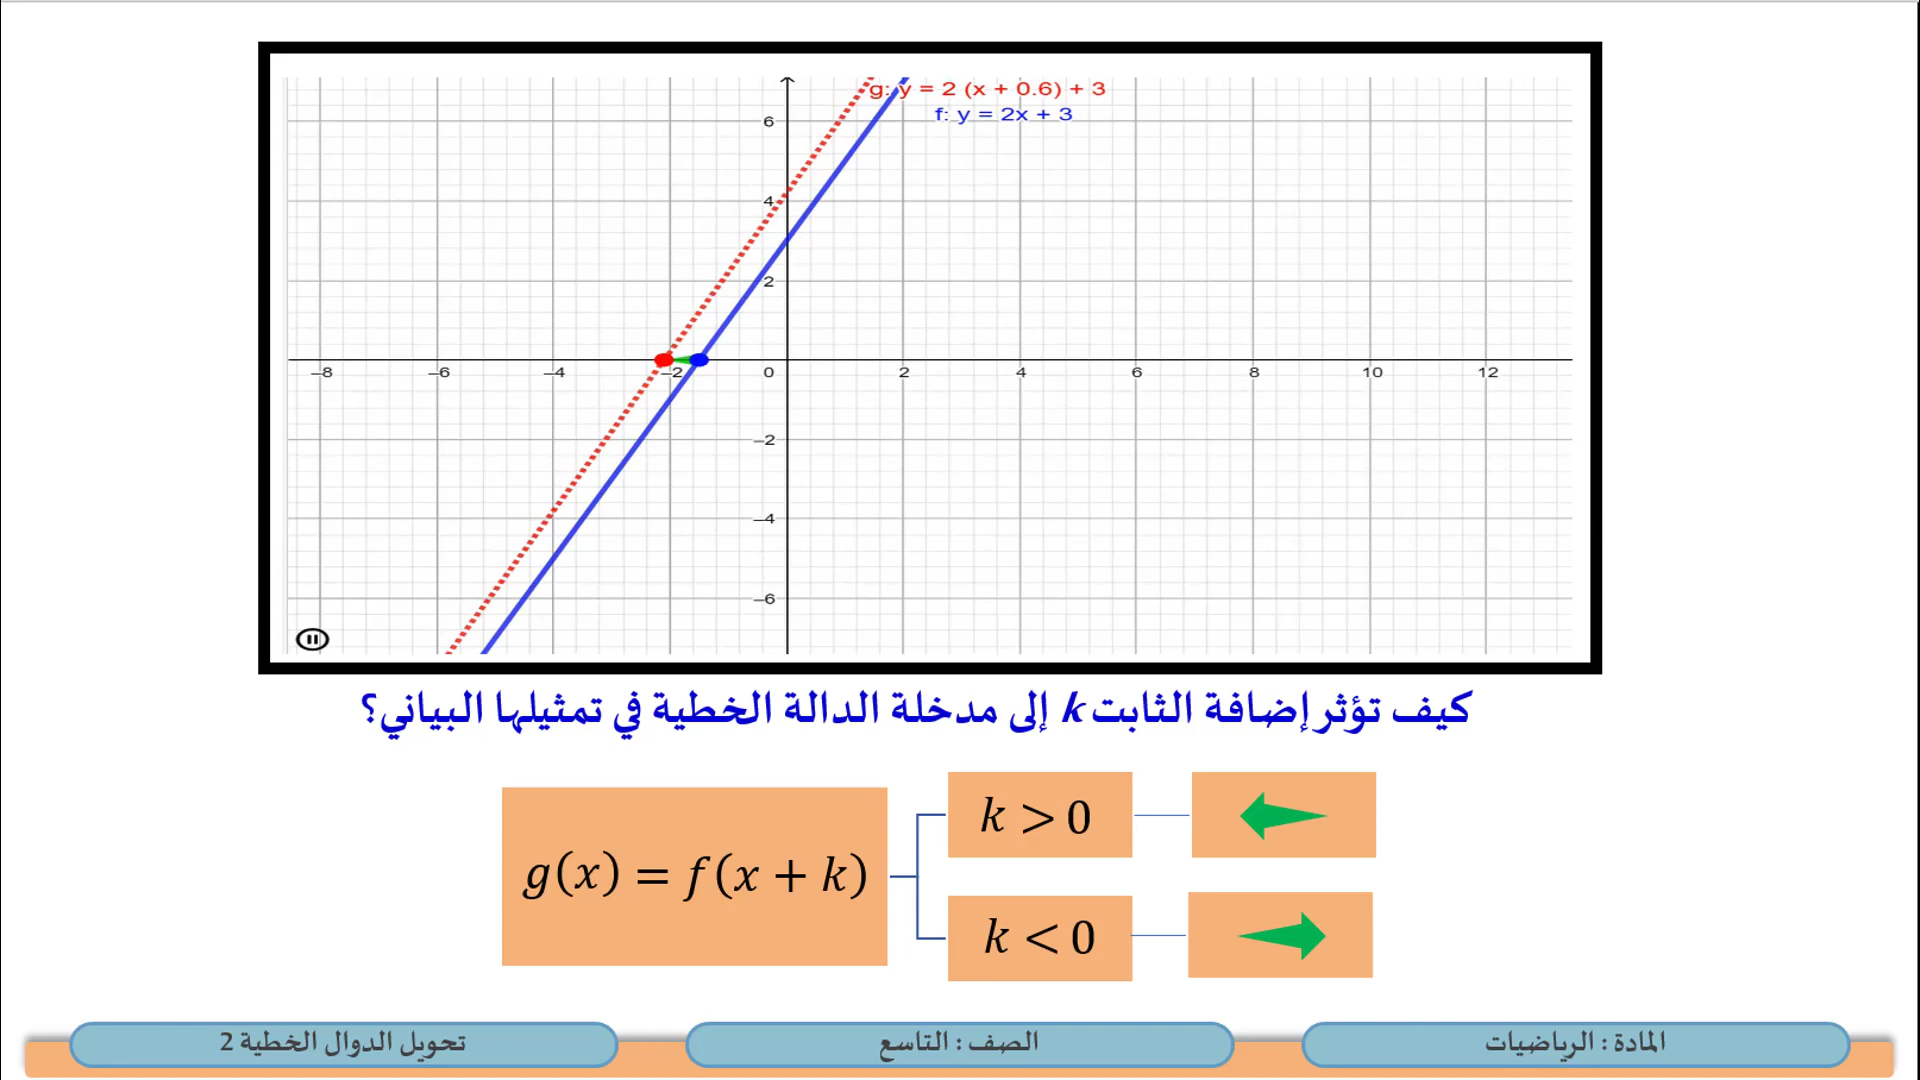 g: y = 2 (x + 0.6) + 3
f: y = 2x + 3
6
4
2
–8 –6 –4 –2 0 2 4 6 8 10 12
–2
–4
–6
كيف تؤثر إضافة الثابت k إلى مدخلة الدالة الخطية في تمثيلها البياني؟
g(x) = f(x + k)
k > 0
k < 0
المادة : الرياضيات
الصف : التاسع
تحويل الدوال الخطية 2